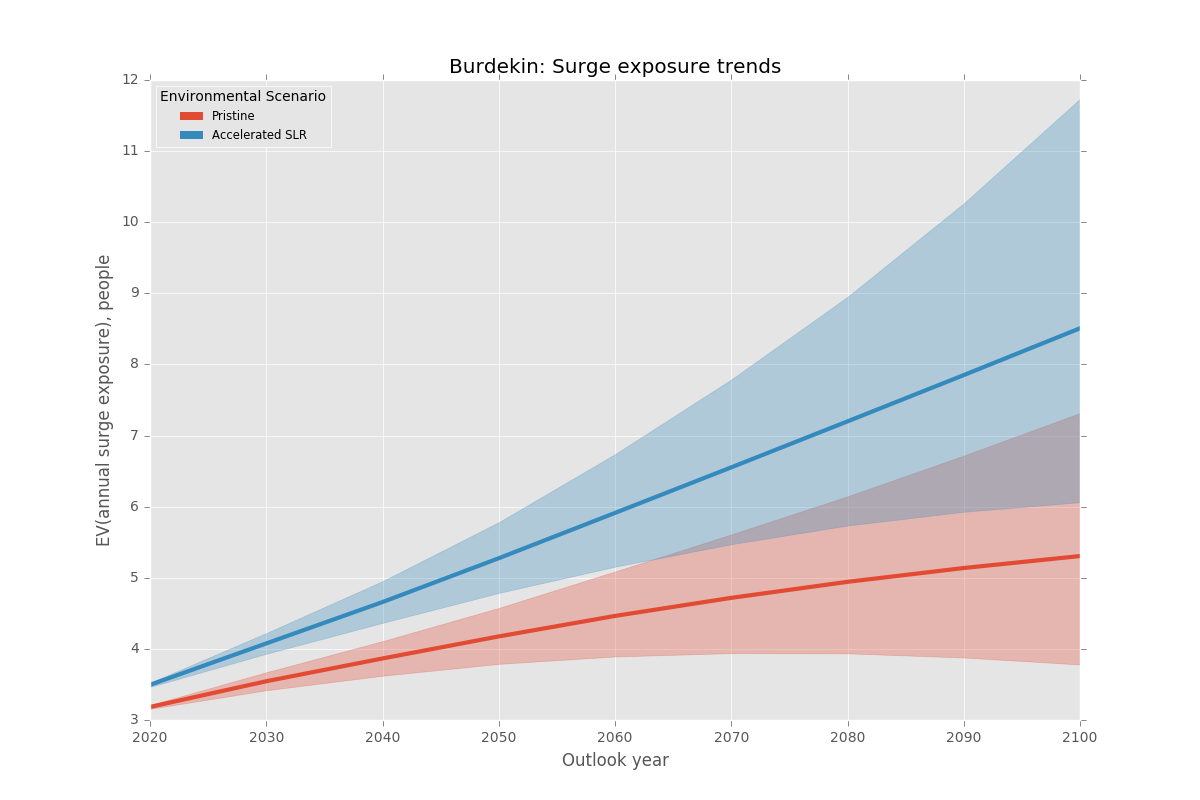 Burdekin: Surge exposure trends
Environmental Scenario
Pristine
Accelerated SLR
EV(annual surge exposure), people
12
11
10
9
8
7
6
5
4
3
2020 2030 2040 2050 2060 2070 2080 2090 2100
Outlook year